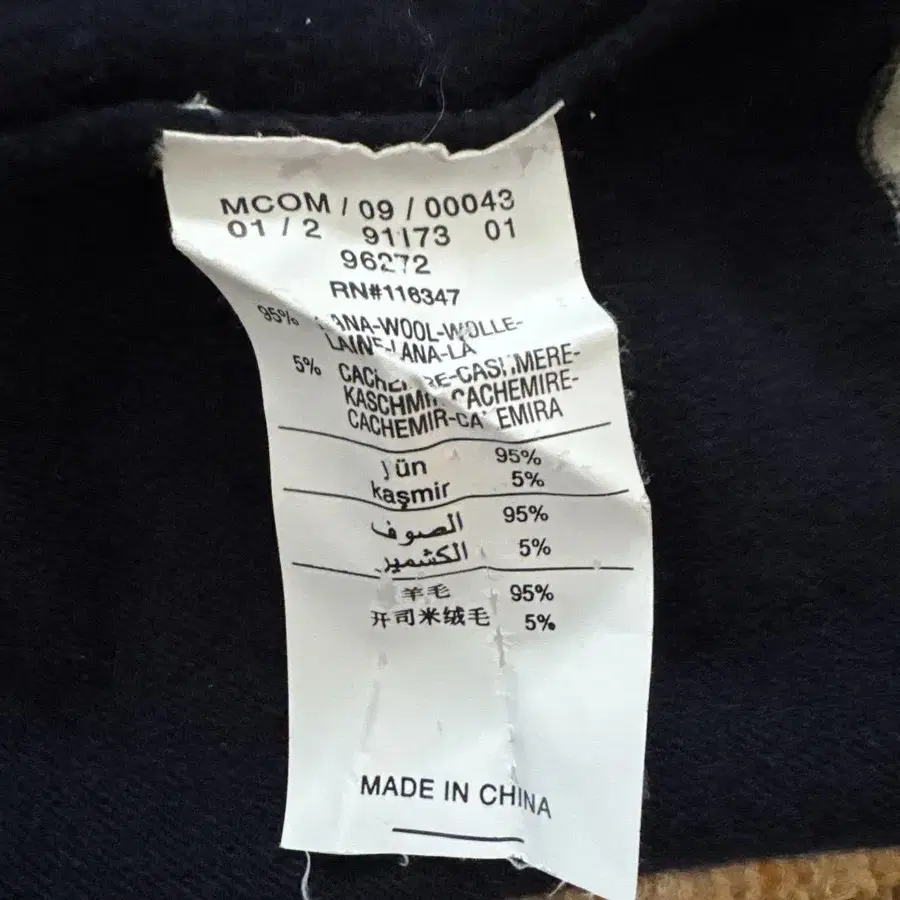 MCOM / 09 / 00043
01 / 2 91173 01
96272
RN#116347
95% LANA-WOOL-WOLLE-
LAINE-LANA-LÃ
5% CASHMERE-
KASCHMIR-CACHEMIRE-
CACHEMIR-CAXEMIRA
yün 95%
kaşmir 5%
الصوف 95%
الكشمير 5%
羊毛 95%
开司米绒毛 5%
MADE IN CHINA